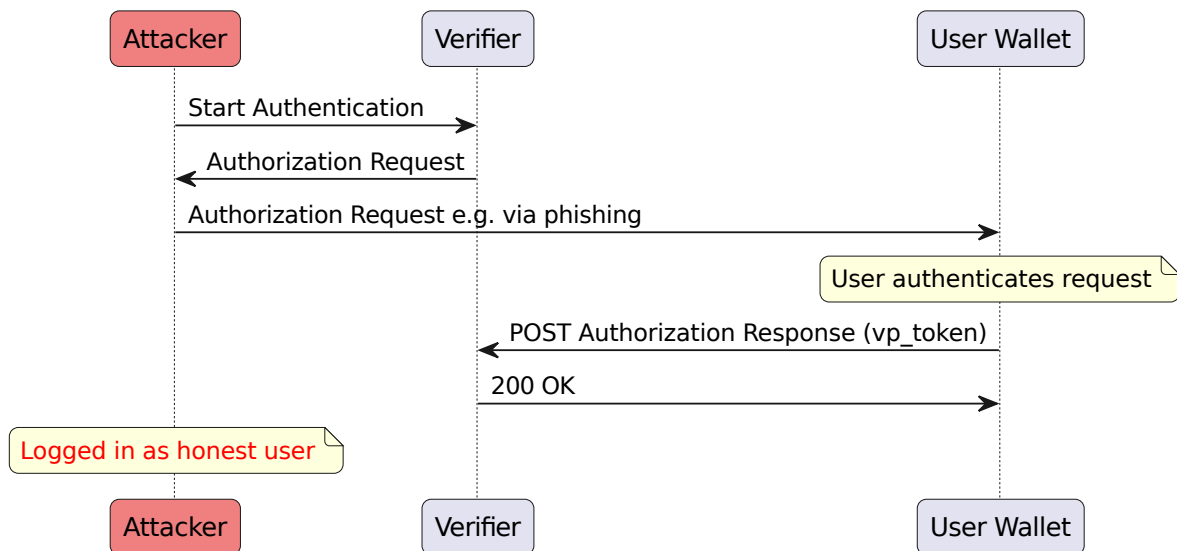 Attacker
Verifier
User Wallet
Start Authentication
Authorization Request
Authorization Request e.g. via phishing
User authenticates request
POST Authorization Response (vp_token)
200 OK
Logged in as honest user
Attacker
Verifier
User Wallet